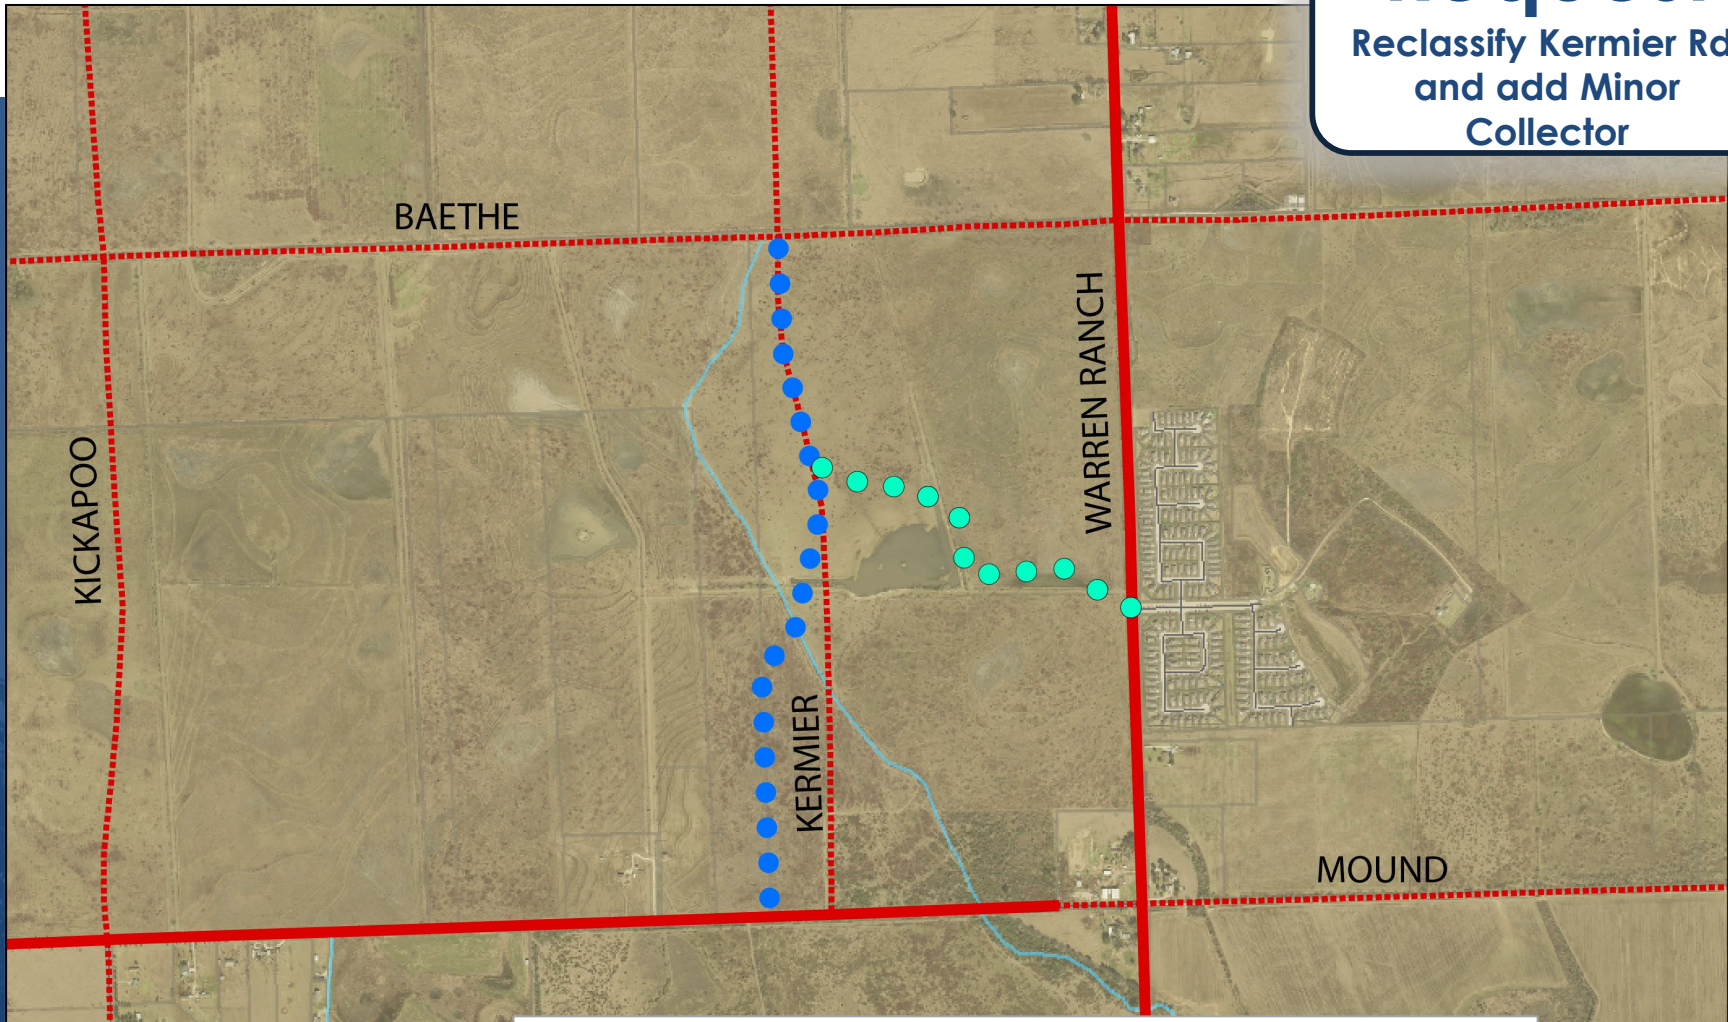 Reclassify Kermier Rd
and add Minor
Collector
BAETHE
WARREN RANCH
KICKAPOO
KERMIER
MOUND